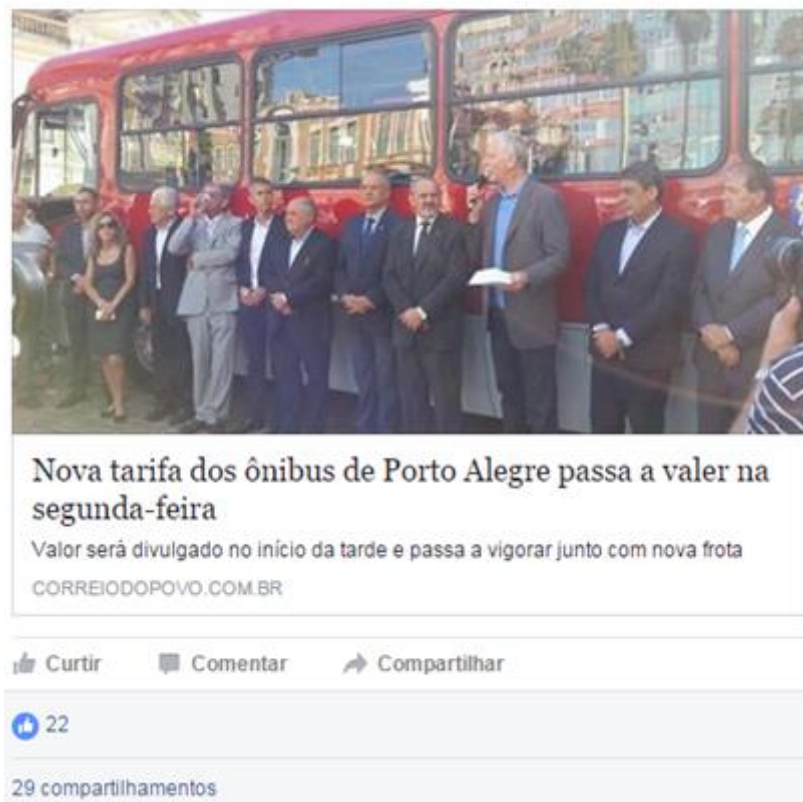 Nova tarifa dos ônibus de Porto Alegre passa a valer na
segunda-feira
Valor será divulgado no início da tarde e passa a vigorar junto com nova frota
CORREIODOPOVO.COM.BR
Curtir Comentar Compartilhar
22
29 compartilhamentos